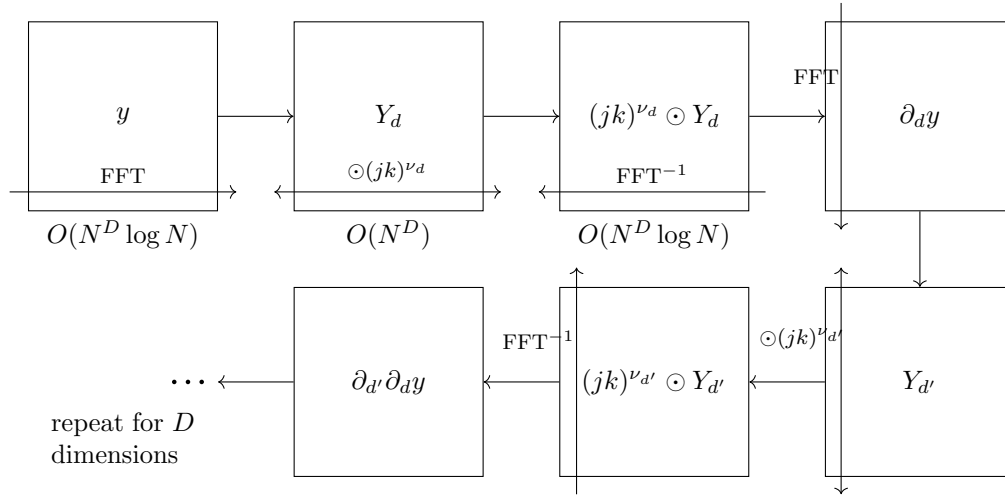 y
FFT
O(N^D log N)
Y_d
⊙(jk)^{ν_d}
O(N^D)
(jk)^{ν_d} ⊙ Y_d
FFT^{−1}
O(N^D log N)
FFT
∂_d y
Y_{d′}
⊙(jk)^{ν_{d′}}
(jk)^{ν_{d′}} ⊙ Y_{d′}
FFT^{−1}
∂_{d′}∂_d y
···
repeat for D
dimensions